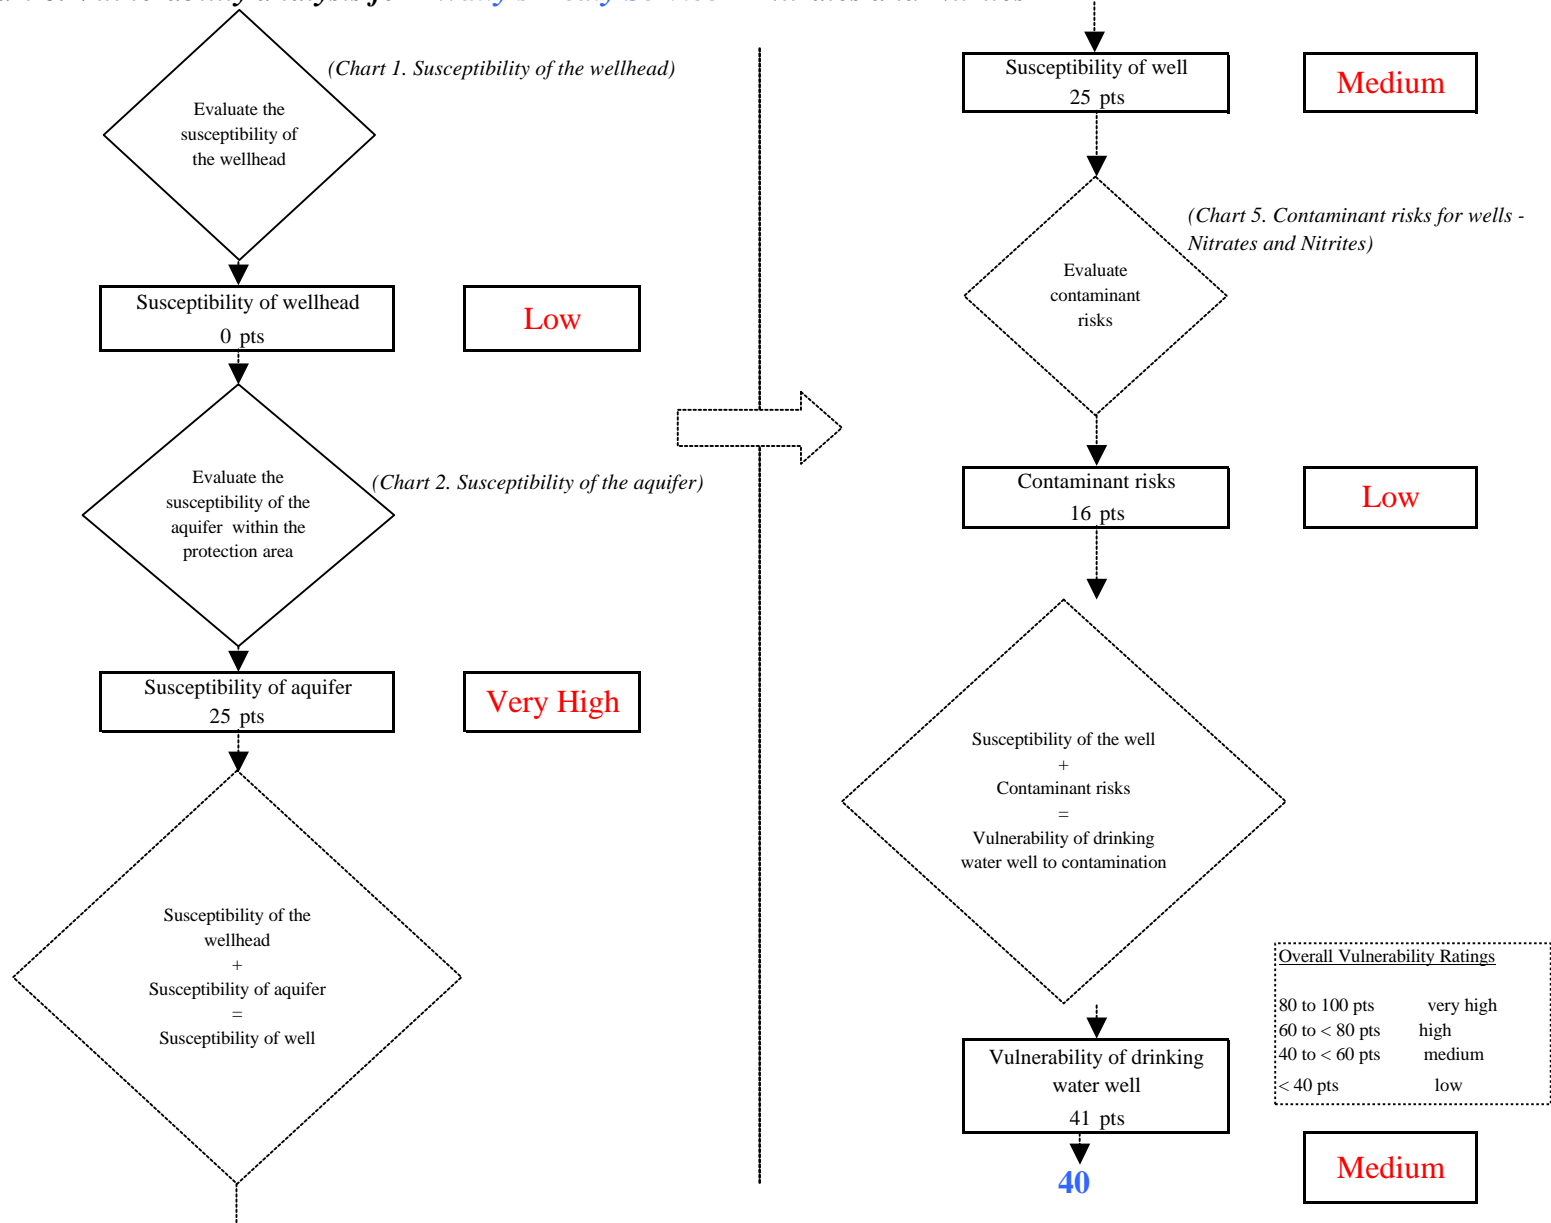 (Chart 1. Susceptibility of the wellhead)
Evaluate the
susceptibility of
the wellhead
Susceptibility of wellhead
0 pts
Low
Evaluate the
susceptibility of the
aquifer within the
protection area
(Chart 2. Susceptibility of the aquifer)
Susceptibility of aquifer
25 pts
Very High
Susceptibility of the
wellhead
+
Susceptibility of aquifer
=
Susceptibility of well
Susceptibility of well
25 pts
Medium
(Chart 5. Contaminant risks for wells -
Nitrates and Nitrites)
Evaluate
contaminant
risks
Contaminant risks
16 pts
Low
Susceptibility of the well
+
Contaminant risks
=
Vulnerability of drinking
water well to contamination
Overall Vulnerability Ratings
80 to 100 pts very high
60 to < 80 pts high
40 to < 60 pts medium
< 40 pts low
Vulnerability of drinking
water well
41 pts
40
Medium